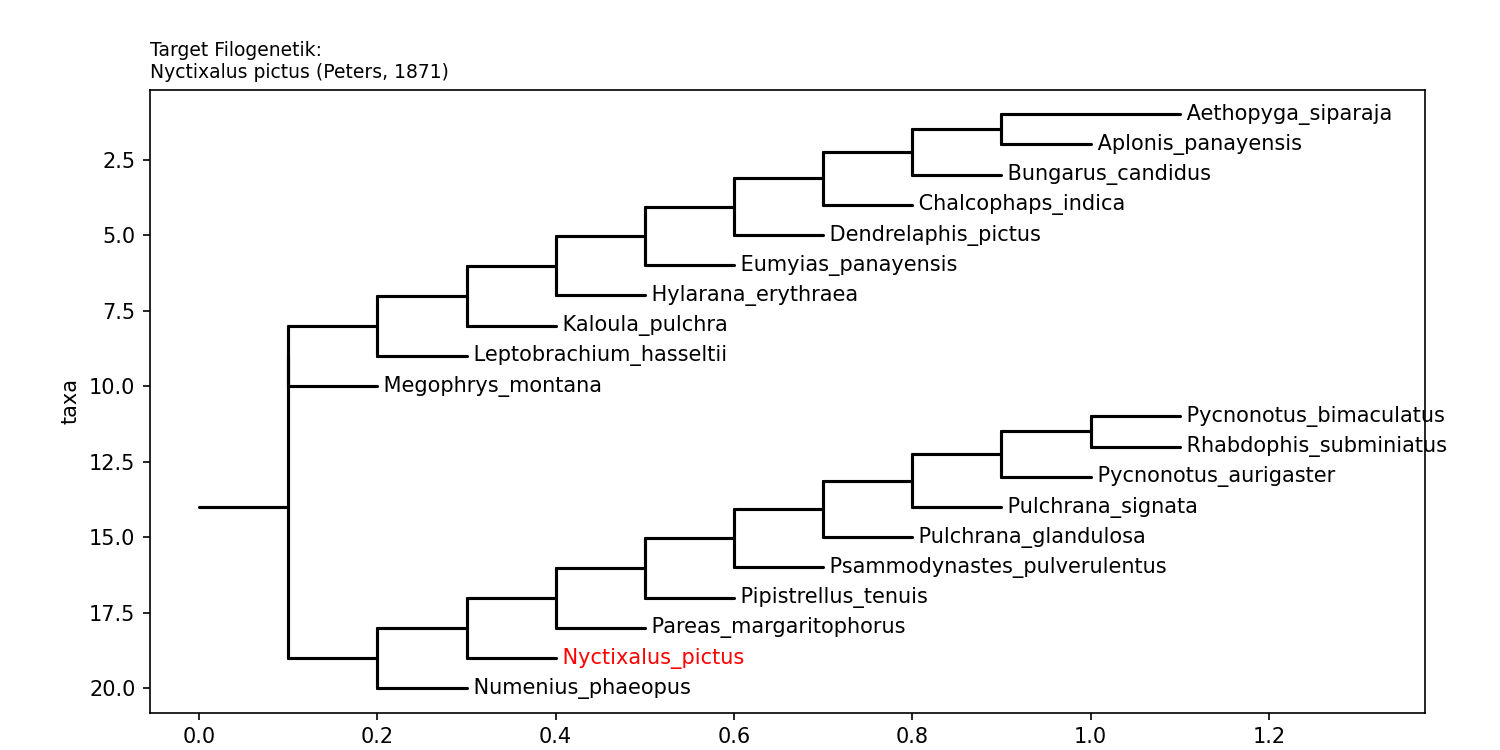 Target Filogenetik:
Nyctixalus pictus (Peters, 1871)
Aethopyga_siparaja
Aplonis_panayensis
2.5
Bungarus_candidus
Chalcophaps_indica
5.0
Dendrelaphis_pictus
Eumyias_panayensis
Hylarana_erythraea
7.5
Kaloula_pulchra
Leptobrachium_hasseltii
10.0
Megophrys_montana
taxa
Pycnonotus_bimaculatus
Rhabdophis_subminiatus
12.5
Pycnonotus_aurigaster
Pulchrana_signata
15.0
Pulchrana_glandulosa
Psammodynastes_pulverulentus
Pipistrellus_tenuis
17.5
Pareas_margaritophorus
Nyctixalus_pictus
20.0
Numenius_phaeopus
0.0 0.2 0.4 0.6 0.8 1.0 1.2